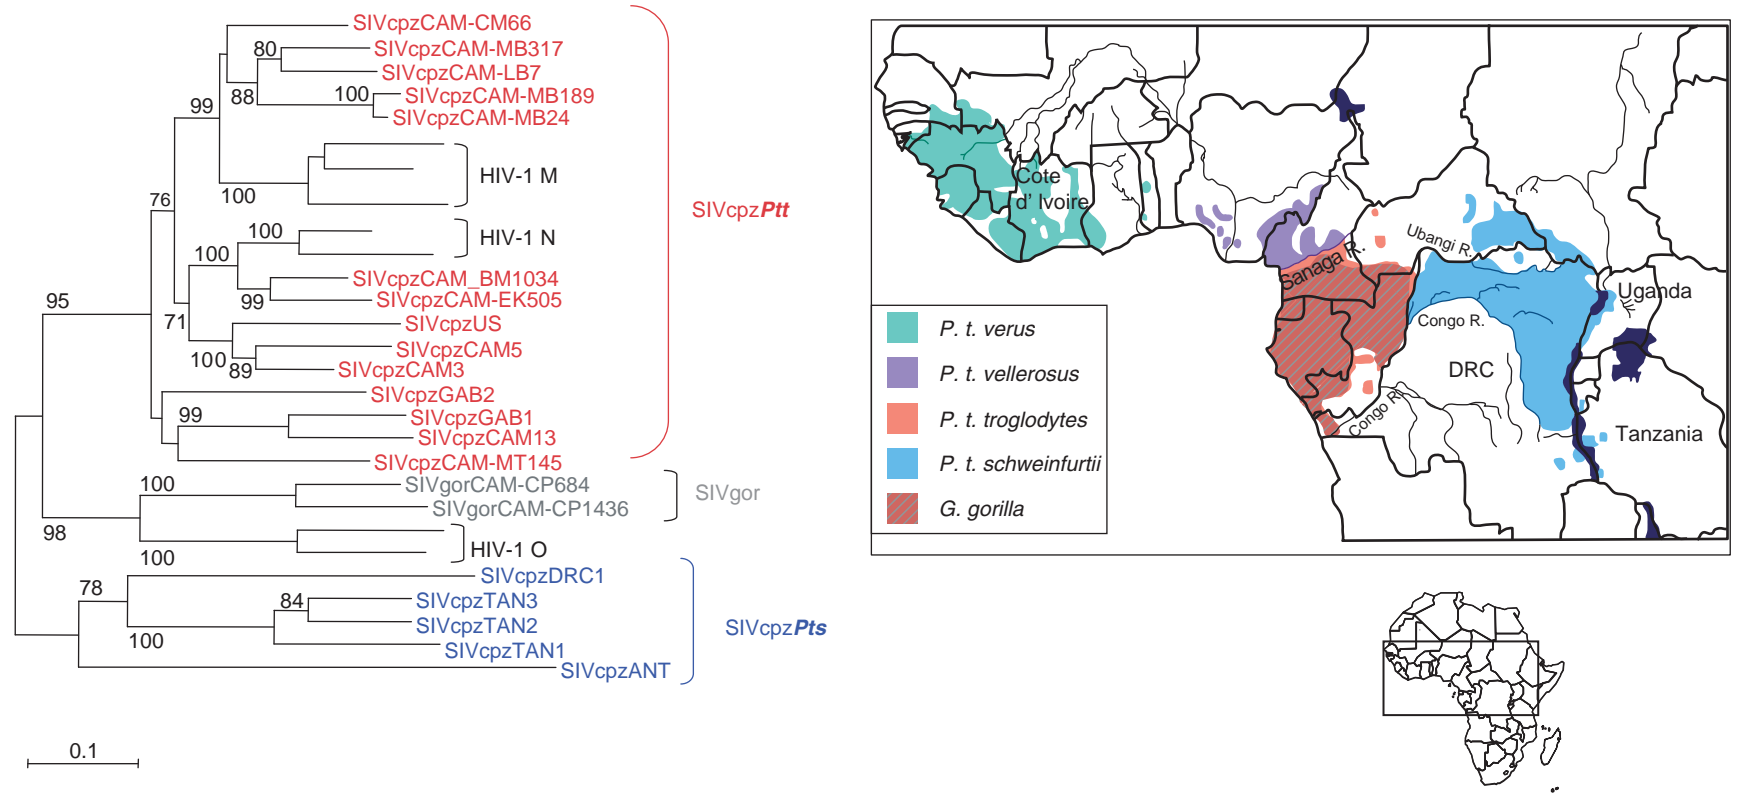 SIVcpzCAM-CM66
80
SIVcpzCAM-MB317
SIVcpzCAM-LB7
88
100
SIVcpzCAM-MB189
99
SIVcpzCAM-MB24
HIV-1 M
100
76
SIVcpzPtt
100
HIV-1 N
100
SIVcpzCAM_BM1034
99
SIVcpzCAM-EK505
71
SIVcpzUS
SIVcpzCAM5
100
89
SIVcpzCAM3
95
SIVcpzGAB2
99
SIVcpzGAB1
SIVcpzCAM13
SIVcpzCAM-MT145
100
SIVgorCAM-CP684
SIVgor
SIVgorCAM-CP1436
98
HIV-1 O
100
SIVcpzDRC1
78
84
SIVcpzTAN3
SIVcpzTAN2
SIVcpzPts
100
SIVcpzTAN1
SIVcpzANT
0.1
Cote
d' Ivoire
Sanaga R.
Ubangi R.
Uganda
Congo R.
DRC
Congo R.
Tanzania
P. t. verus
P. t. vellerosus
P. t. troglodytes
P. t. schweinfurtii
G. gorilla